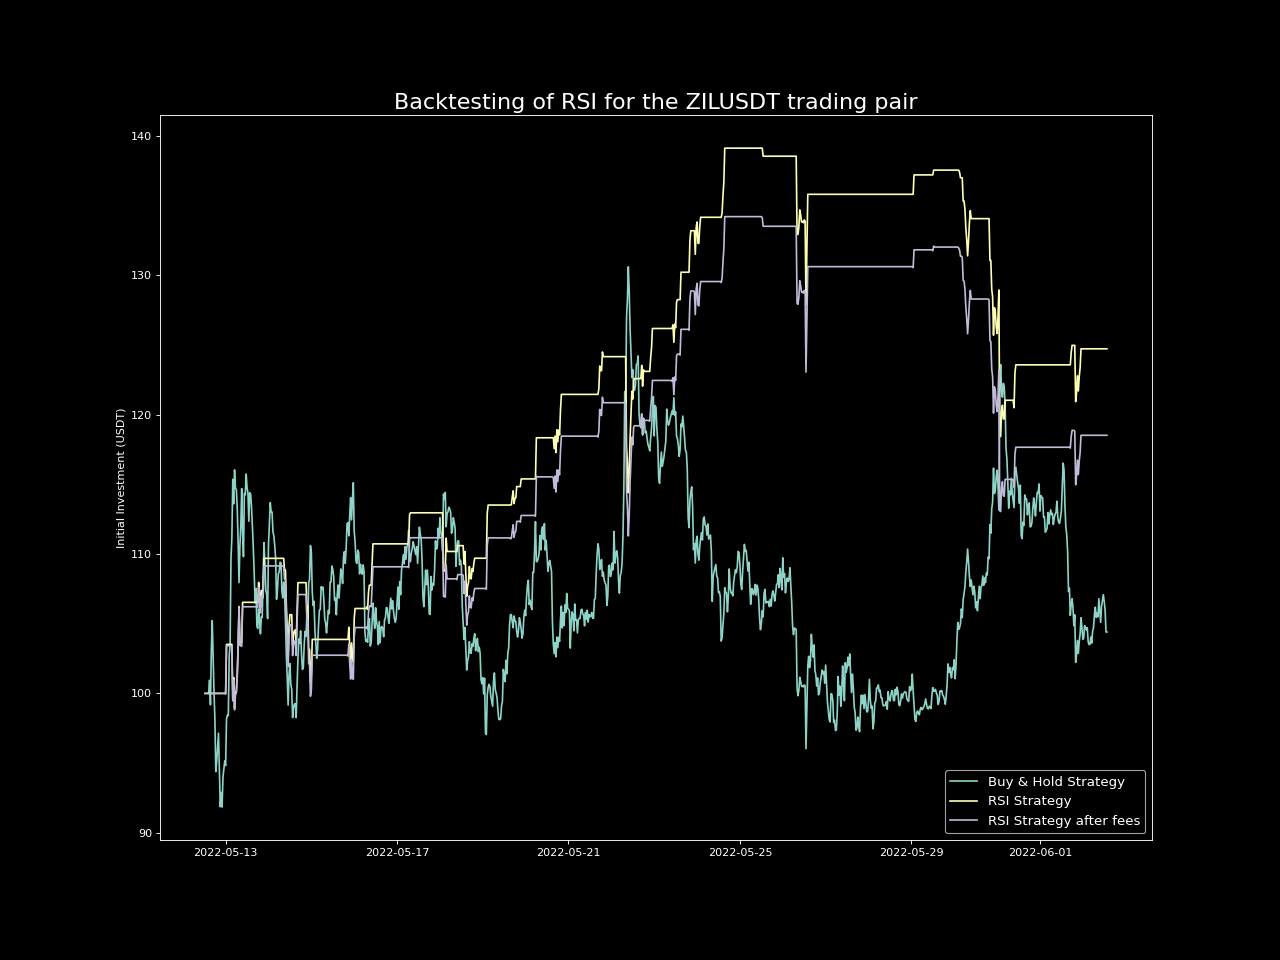 Backtesting of RSI for the ZILUSDT trading pair
Initial Investment (USDT)
140
130
120
110
100
90
2022-05-13
2022-05-17
2022-05-21
2022-05-25
2022-05-29
2022-06-01
Buy & Hold Strategy
RSI Strategy
RSI Strategy after fees